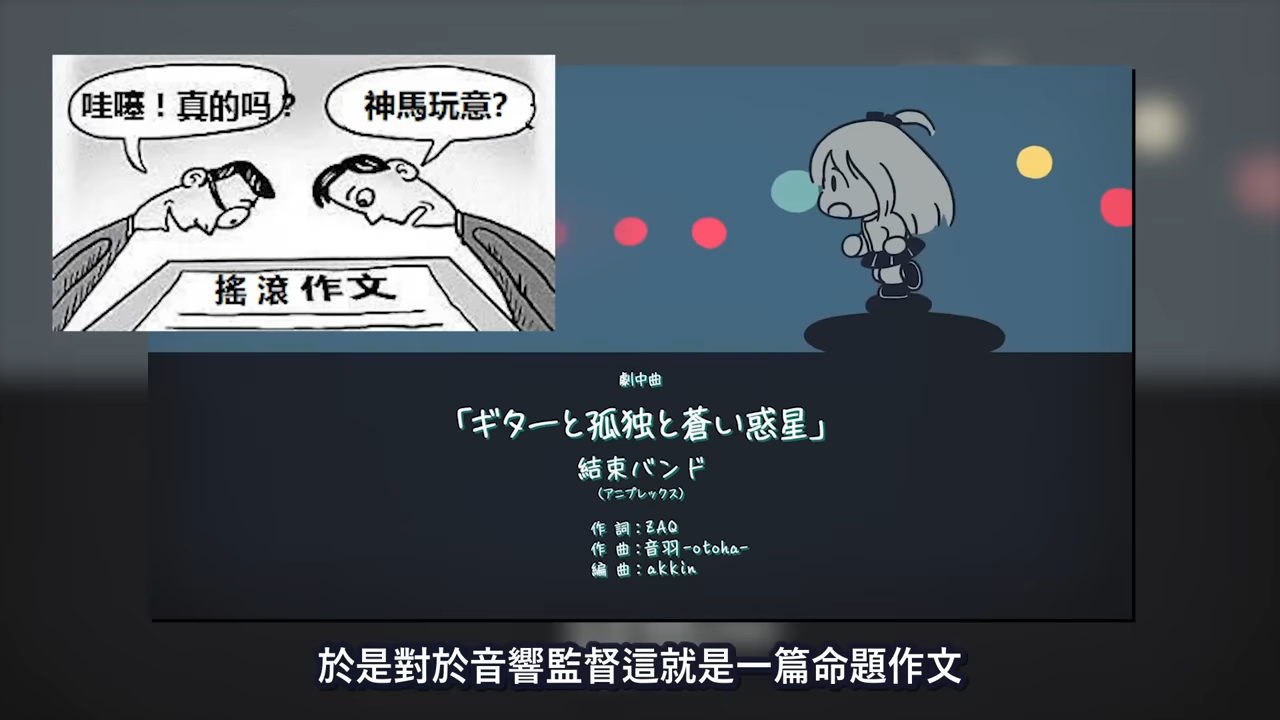 哇噻！真的吗？
神馬玩意？
搖滾作文
劇中曲
「ギターと孤独と蒼い惑星」
結束バンド
（アニプレックス）
作 詞：ZAQ
作 曲：音羽-otoha-
編 曲：akkin
於是對於音響監督這就是一篇命題作文